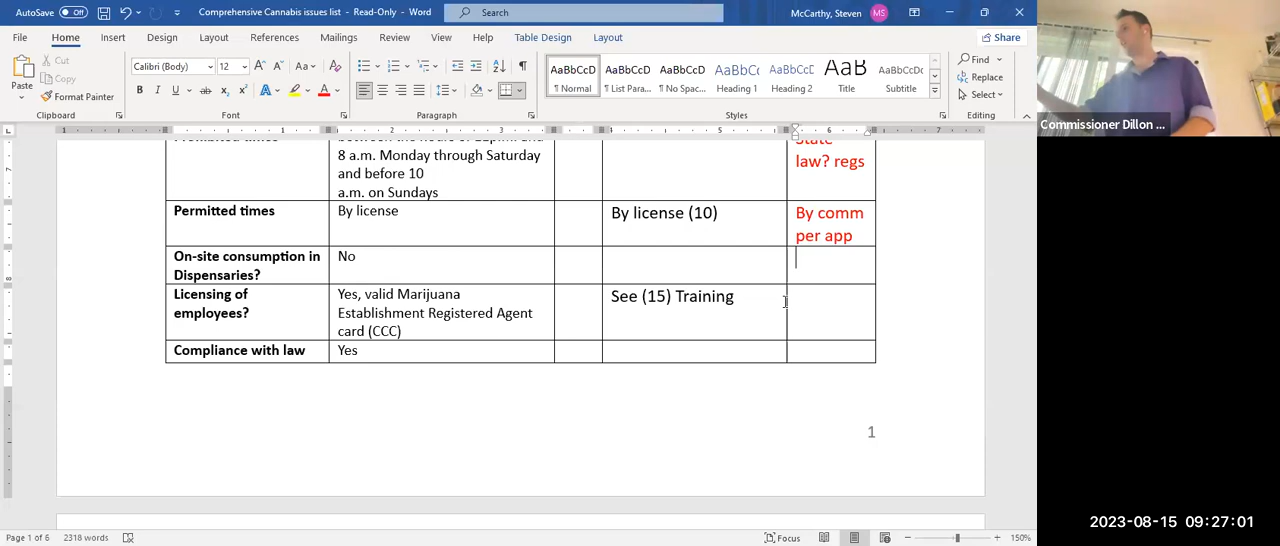 AutoSave Off
Comprehensive Cannabis issues list - Read-Only - Word
Search
McCarthy, Steven MS
File Home Insert Design Layout References Mailings Review View Help Table Design Layout
Share
Paste
Cut
Copy
Format Painter
Clipboard
Calibri (Body) 12
Font
Paragraph
AaBbCcD AaBbCcD AaBbCcD AaBbC AaBbCcD AaB AaBbCcD
¶ Normal ¶ List Para... ¶ No Spac... Heading 1 Heading 2 Title Subtitle
Styles
Find
Replace
Select
Editing
Commissioner Dillon ...
8 a.m. Monday through Saturday
and before 10
a.m. on Sundays
State
law? regs
Permitted times
By license
By license (10)
By comm
per app
On-site consumption in
Dispensaries?
No
Licensing of
employees?
Yes, valid Marijuana
Establishment Registered Agent
card (CCC)
See (15) Training
Compliance with law
Yes
1
2023-08-15 09:27:01
Page 1 of 6 2318 words
Focus
150%